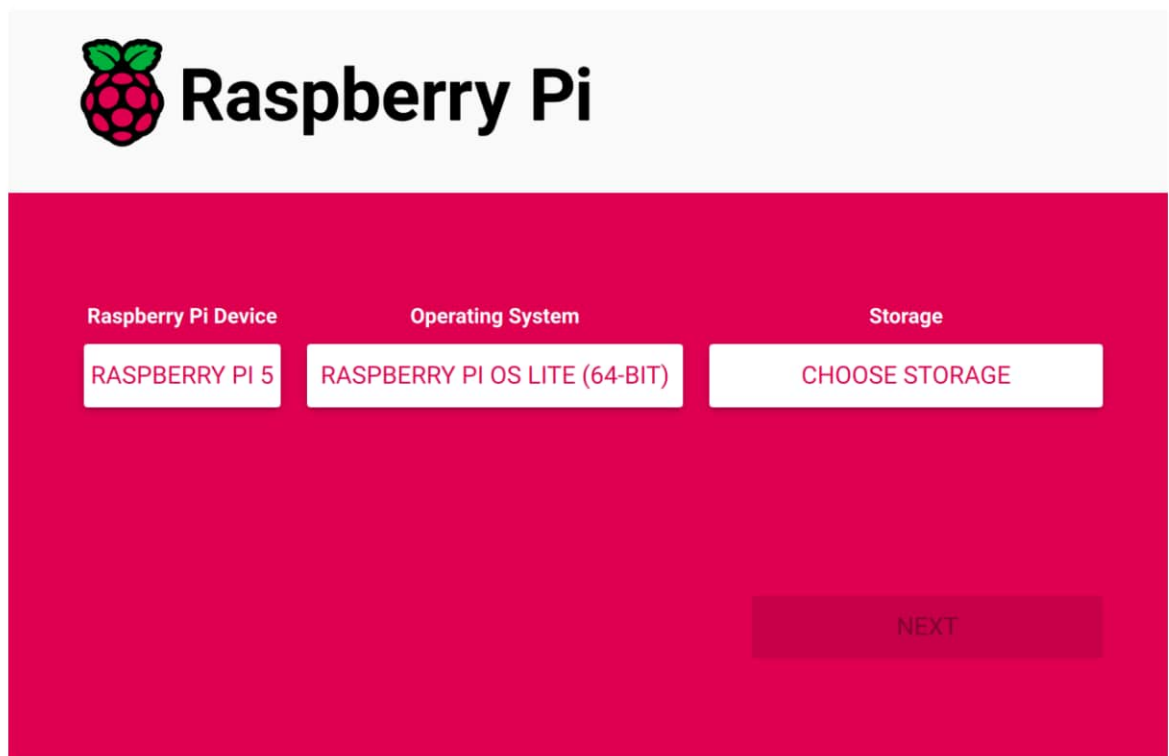 Raspberry Pi
Raspberry Pi Device
Operating System
Storage
RASPBERRY PI 5
RASPBERRY PI OS LITE (64-BIT)
CHOOSE STORAGE
NEXT